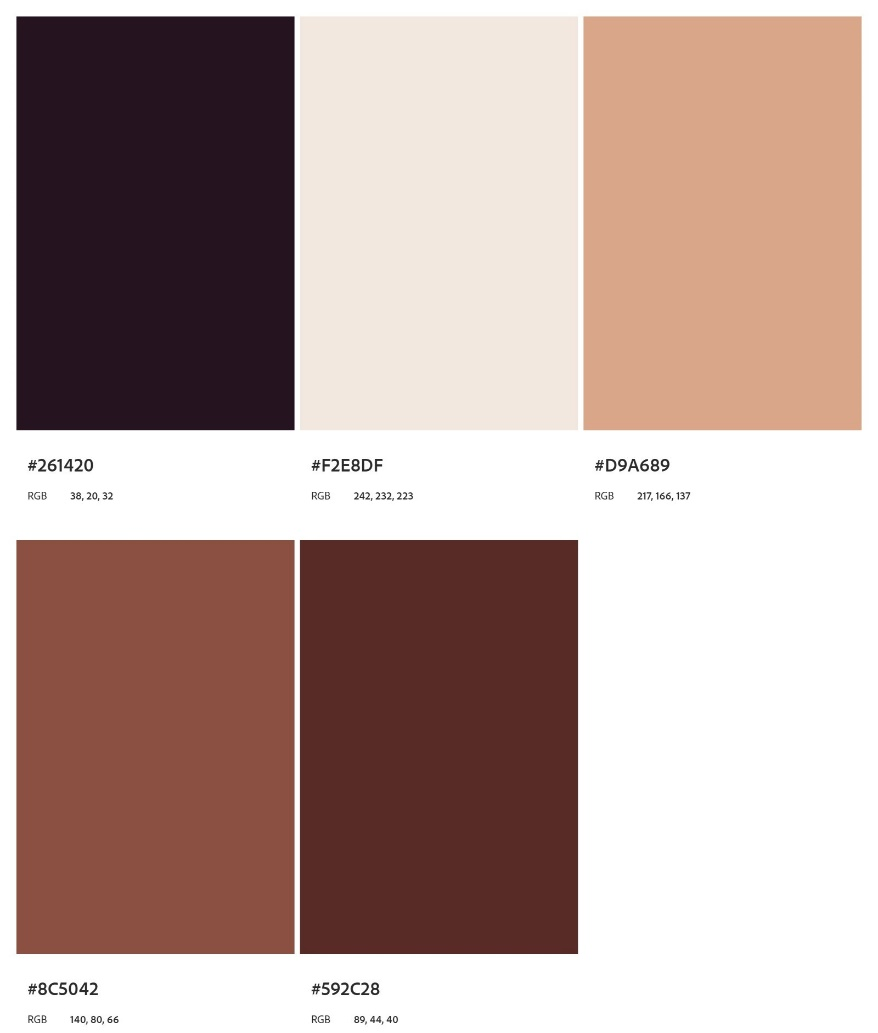 #261420
#F2E8DF
#D9A689
RGB 38, 20, 32
RGB 242, 232, 223
RGB 217, 166, 137
#8C5042
#592C28
RGB 140, 80, 66
RGB 89, 44, 40